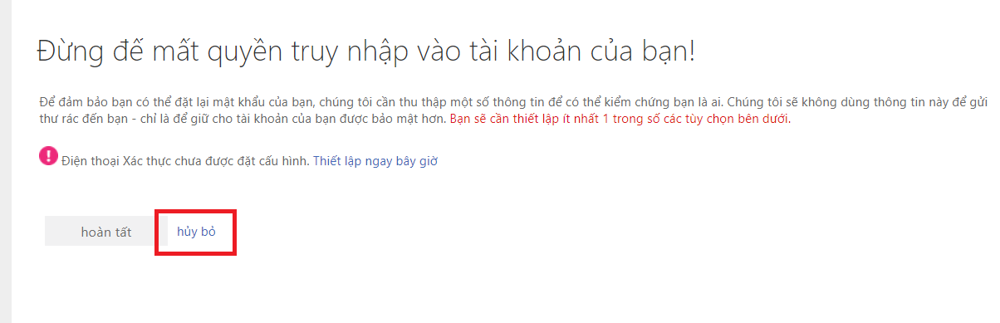 Đừng để mất quyền truy nhập vào tài khoản của bạn!
Để đảm bảo bạn có thể đặt lại mật khẩu của bạn, chúng tôi cần thu thập một số thông tin để có thể kiểm chứng bạn là ai. Chúng tôi sẽ không dùng thông tin này để gửi
thư rác đến bạn - chỉ là để giữ cho tài khoản của bạn được bảo mật hơn. Bạn sẽ cần thiết lập ít nhất 1 trong số các tùy chọn bên dưới.
Điện thoại Xác thực chưa được đặt cấu hình. Thiết lập ngay bây giờ
hoàn tất hủy bỏ